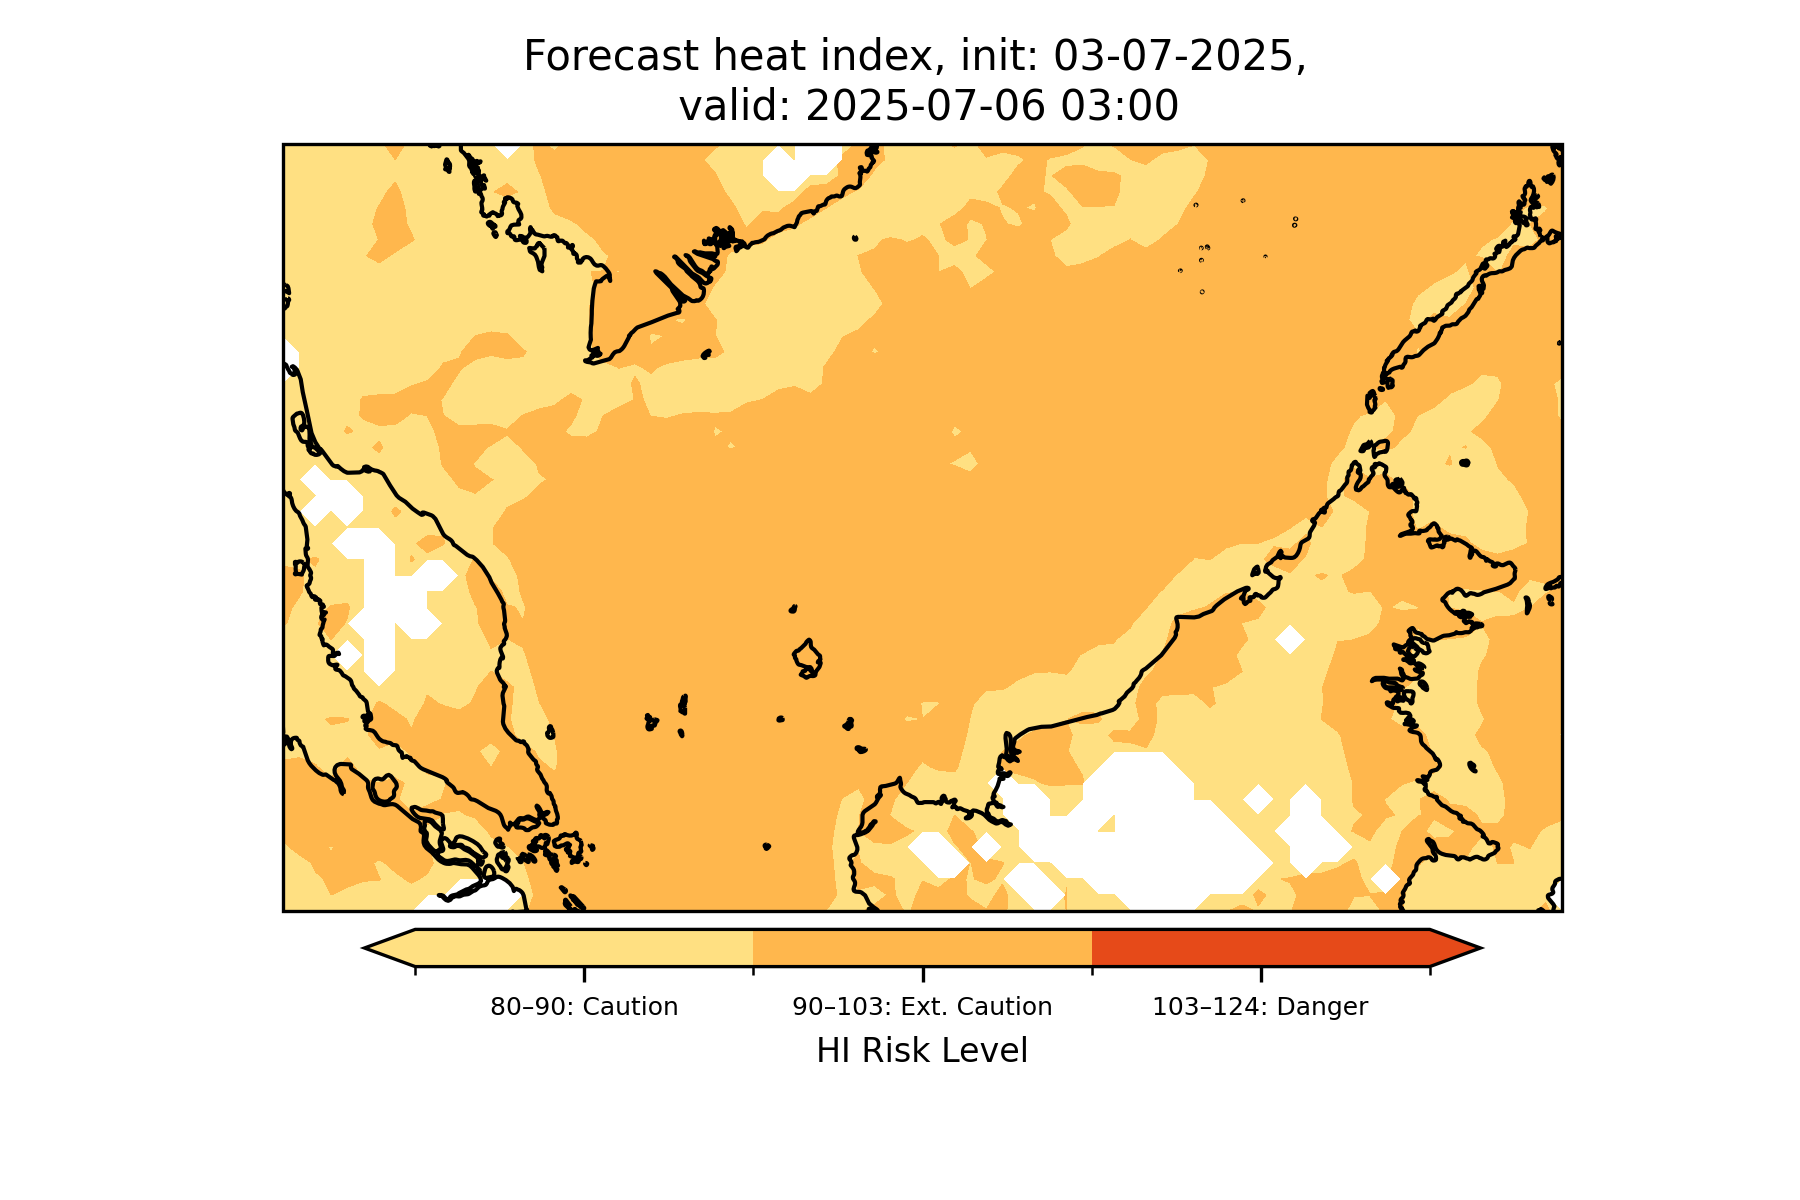 Forecast heat index, init: 03-07-2025,
valid: 2025-07-06 03:00
80–90: Caution
90–103: Ext. Caution
103–124: Danger
HI Risk Level